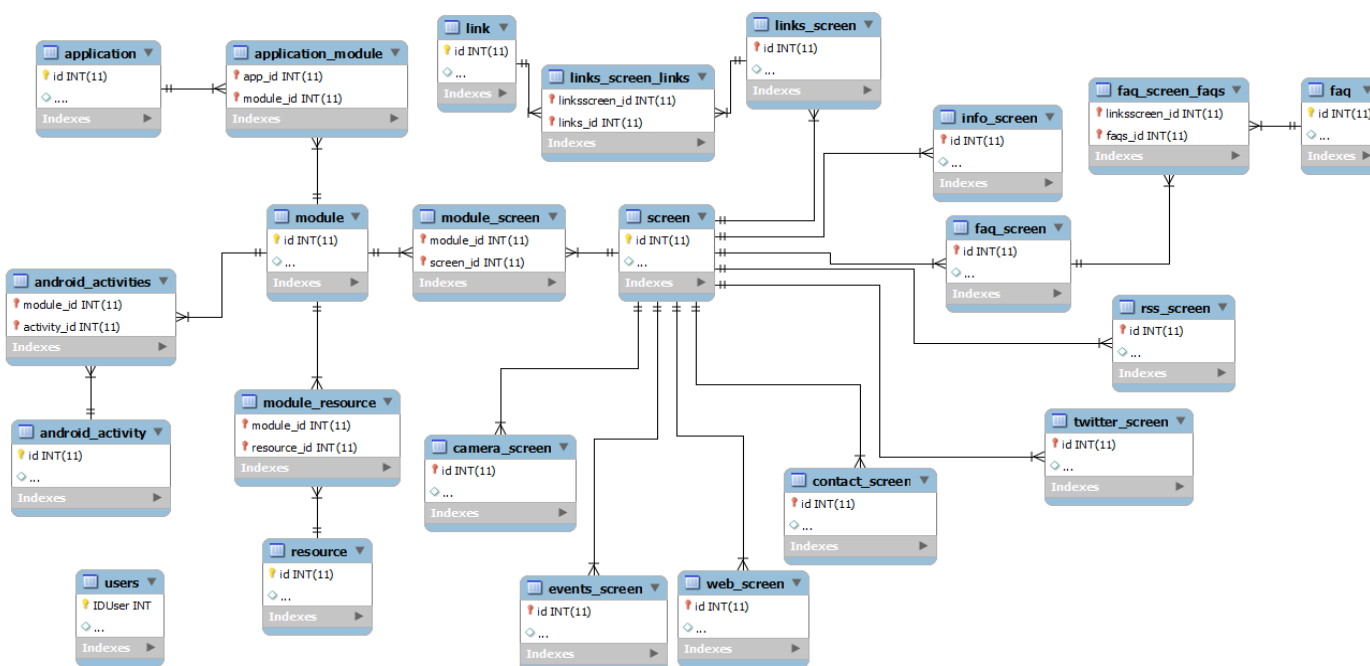 application
id INT(11)
....
Indexes
application_module
app_id INT(11)
module_id INT(11)
Indexes
link
id INT(11)
...
Indexes
links_screen_links
linksscreen_id INT(11)
links_id INT(11)
Indexes
links_screen
id INT(11)
...
Indexes
info_screen
id INT(11)
...
Indexes
faq_screen_faqs
linksscreen_id INT(11)
faqs_id INT(11)
Indexes
faq
id INT(11)
...
Indexes
module
id INT(11)
...
Indexes
module_screen
module_id INT(11)
screen_id INT(11)
Indexes
screen
id INT(11)
...
Indexes
faq_screen
id INT(11)
...
Indexes
android_activities
module_id INT(11)
activity_id INT(11)
Indexes
rss_screen
id INT(11)
...
Indexes
android_activity
id INT(11)
...
Indexes
module_resource
module_id INT(11)
resource_id INT(11)
Indexes
camera_screen
id INT(11)
...
Indexes
twitter_screen
id INT(11)
...
Indexes
contact_screen
id INT(11)
...
Indexes
users
IDUser INT
...
Indexes
resource
id INT(11)
...
Indexes
events_screen
id INT(11)
...
Indexes
web_screen
id INT(11)
...
Indexes